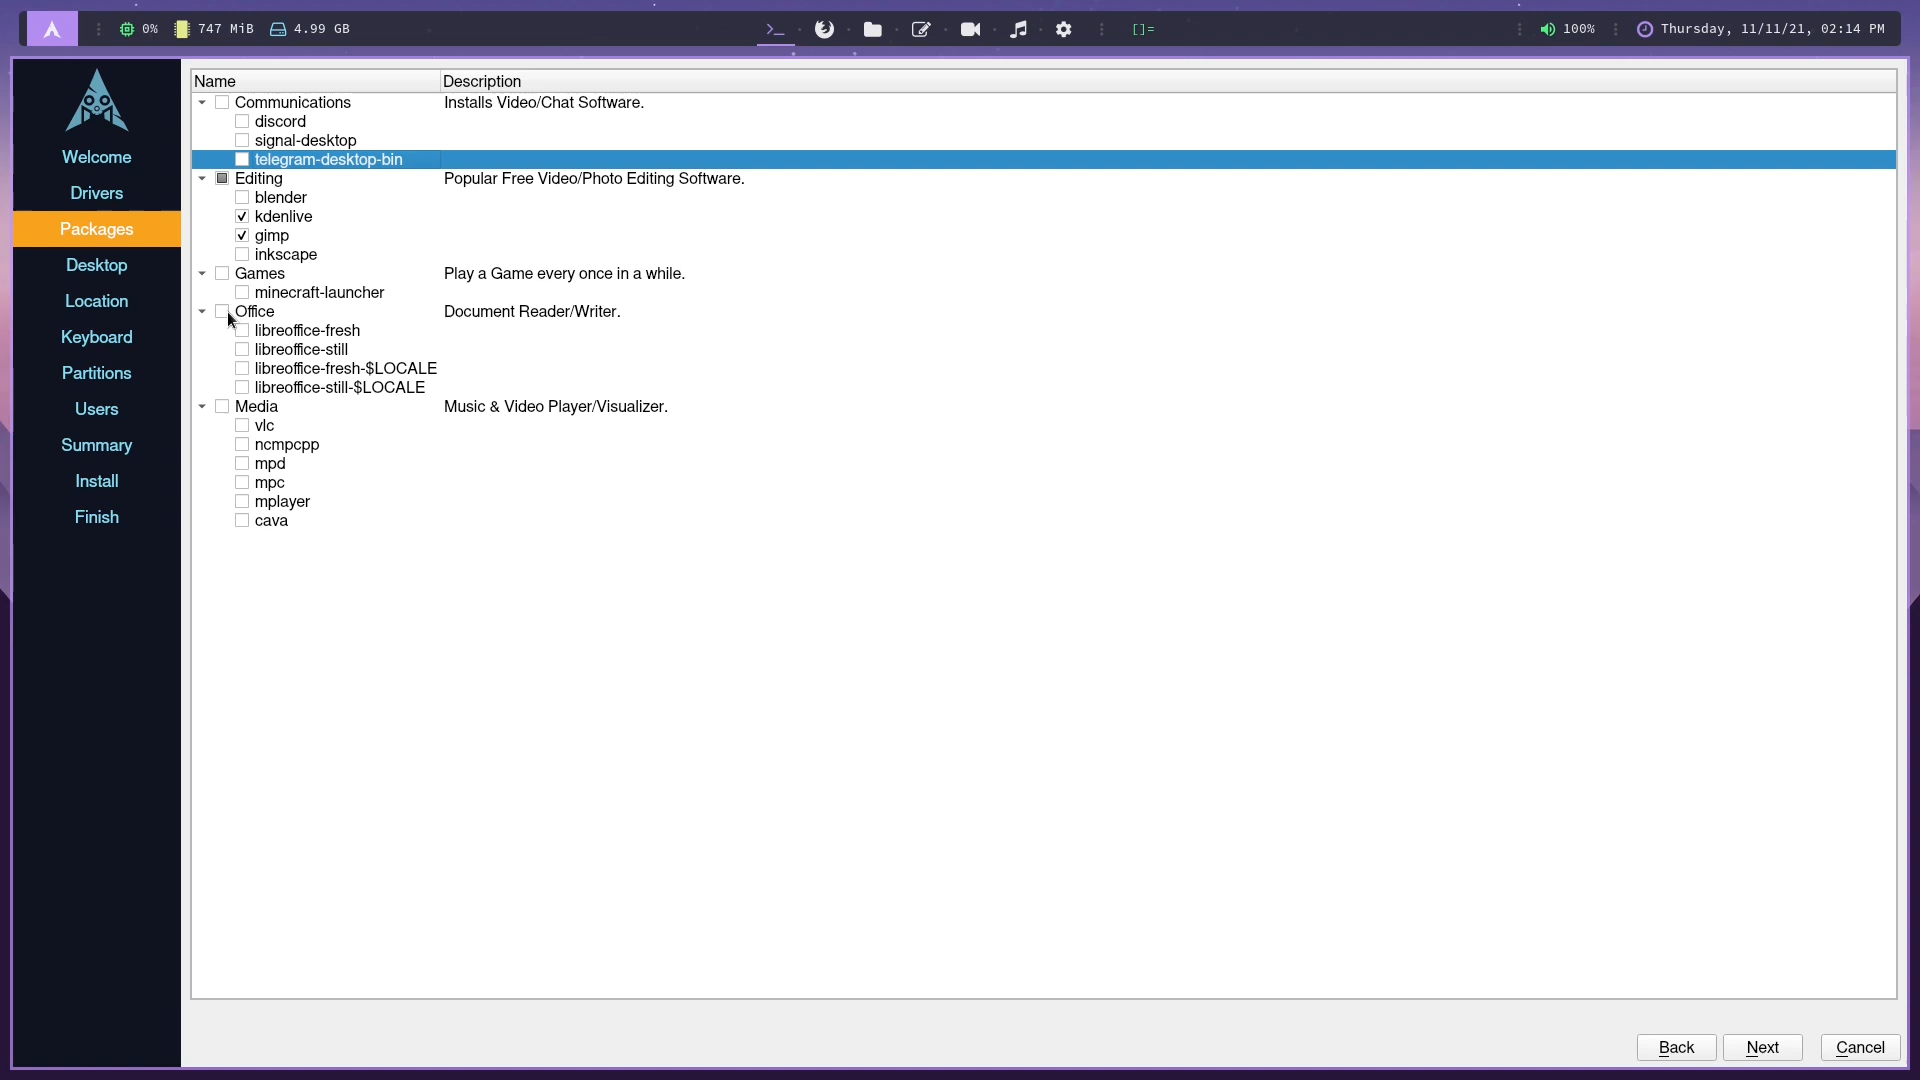 0% 747 MiB 4.99 GB >_ []= 100% Thursday, 11/11/21, 02:14 PM
Welcome
Drivers
Packages
Desktop
Location
Keyboard
Partitions
Users
Summary
Install
Finish
Name Description
Communications Installs Video/Chat Software.
discord
signal-desktop
telegram-desktop-bin
Editing Popular Free Video/Photo Editing Software.
blender
kdenlive
gimp
inkscape
Games Play a Game every once in a while.
minecraft-launcher
Office Document Reader/Writer.
libreoffice-fresh
libreoffice-still
libreoffice-fresh-$LOCALE
libreoffice-still-$LOCALE
Media Music & Video Player/Visualizer.
vlc
ncmpcpp
mpd
mpc
mplayer
cava
Back Next Cancel